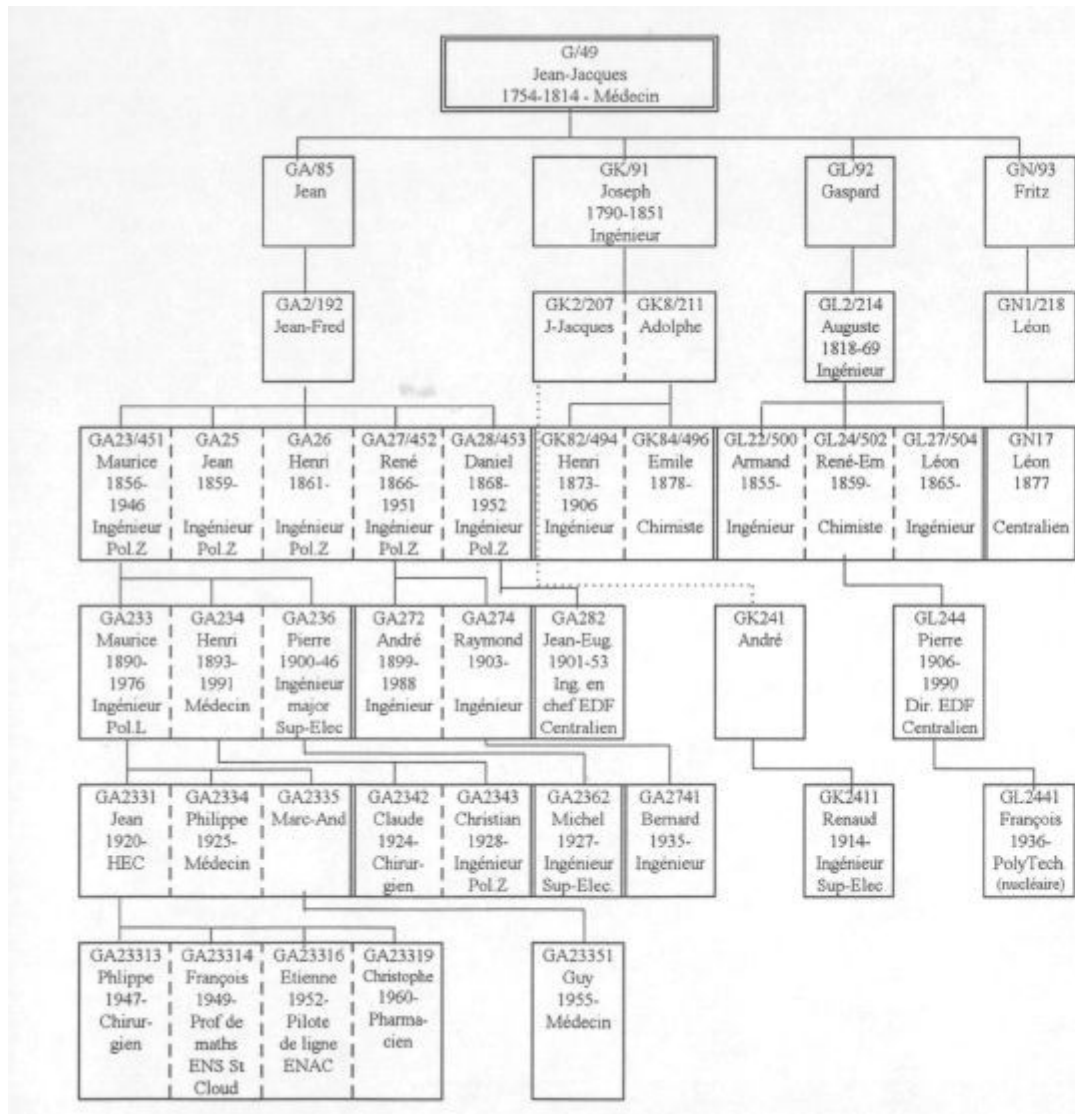 G/49
Jean-Jacques
1754-1814 - Médecin
GA/85
Jean
GK/91
Joseph
1790-1851
Ingénieur
GL/92
Gaspard
GN/93
Fritz
GA2/192
Jean-Fred
GK2/207
J-Jacques
GK8/211
Adolphe
GL2/214
Auguste
1818-69
Ingénieur
GN1/218
Léon
GA23/451
Maurice
1856-
1946
Ingénieur
Pol.Z
GA25
Jean
1859-
Ingénieur
Pol.Z
GA26
Henri
1861-
Ingénieur
Pol.Z
GA27/452
René
1866-
1951
Ingénieur
Pol.Z
GA28/453
Daniel
1868-
1952
Ingénieur
Pol.Z
GK82/494
Henri
1873-
1906
Ingénieur
GK84/496
Emile
1878-
Chimiste
GL22/500
Armand
1855-
Ingénieur
GL24/502
René-Em
1859-
Chimiste
GL27/504
Léon
1865-
Ingénieur
GN17
Léon
1877
Centralien
GA233
Maurice
1890-
1976
Ingénieur
Pol.L
GA234
Henri
1893-
1991
Médecin
GA236
Pierre
1900-46
Ingénieur
major
Sup-Elec
GA272
André
1899-
1988
Ingénieur
GA274
Raymond
1903-
Ingénieur
GA282
Jean-Eug.
1901-53
Ing. en
chef EDF
Centralien
GK241
André
GL244
Pierre
1906-
1990
Dir. EDF
Centralien
GA2331
Jean
1920-
HEC
GA2334
Philippe
1925-
Médecin
GA2335
Marc-And
GA2342
Claude
1924-
Chirur-
gien
GA2343
Christian
1928-
Ingénieur
Pol.Z
GA2362
Michel
1927-
Ingénieur
Sup-Elec.
GA2741
Bernard
1935-
Ingénieur
GK2411
Renaud
1914-
Ingénieur
Sup-Elec
GL2441
François
1936-
PolyTech
(nucléaire)
GA23313
Phlippe
1947-
Chirur-
gien
GA23314
François
1949-
Prof de
maths
ENS St
Cloud
GA23316
Etienne
1952-
Pilote
de ligne
ENAC
GA23319
Christophe
1960-
Pharma-
cien
GA23351
Guy
1955-
Médecin